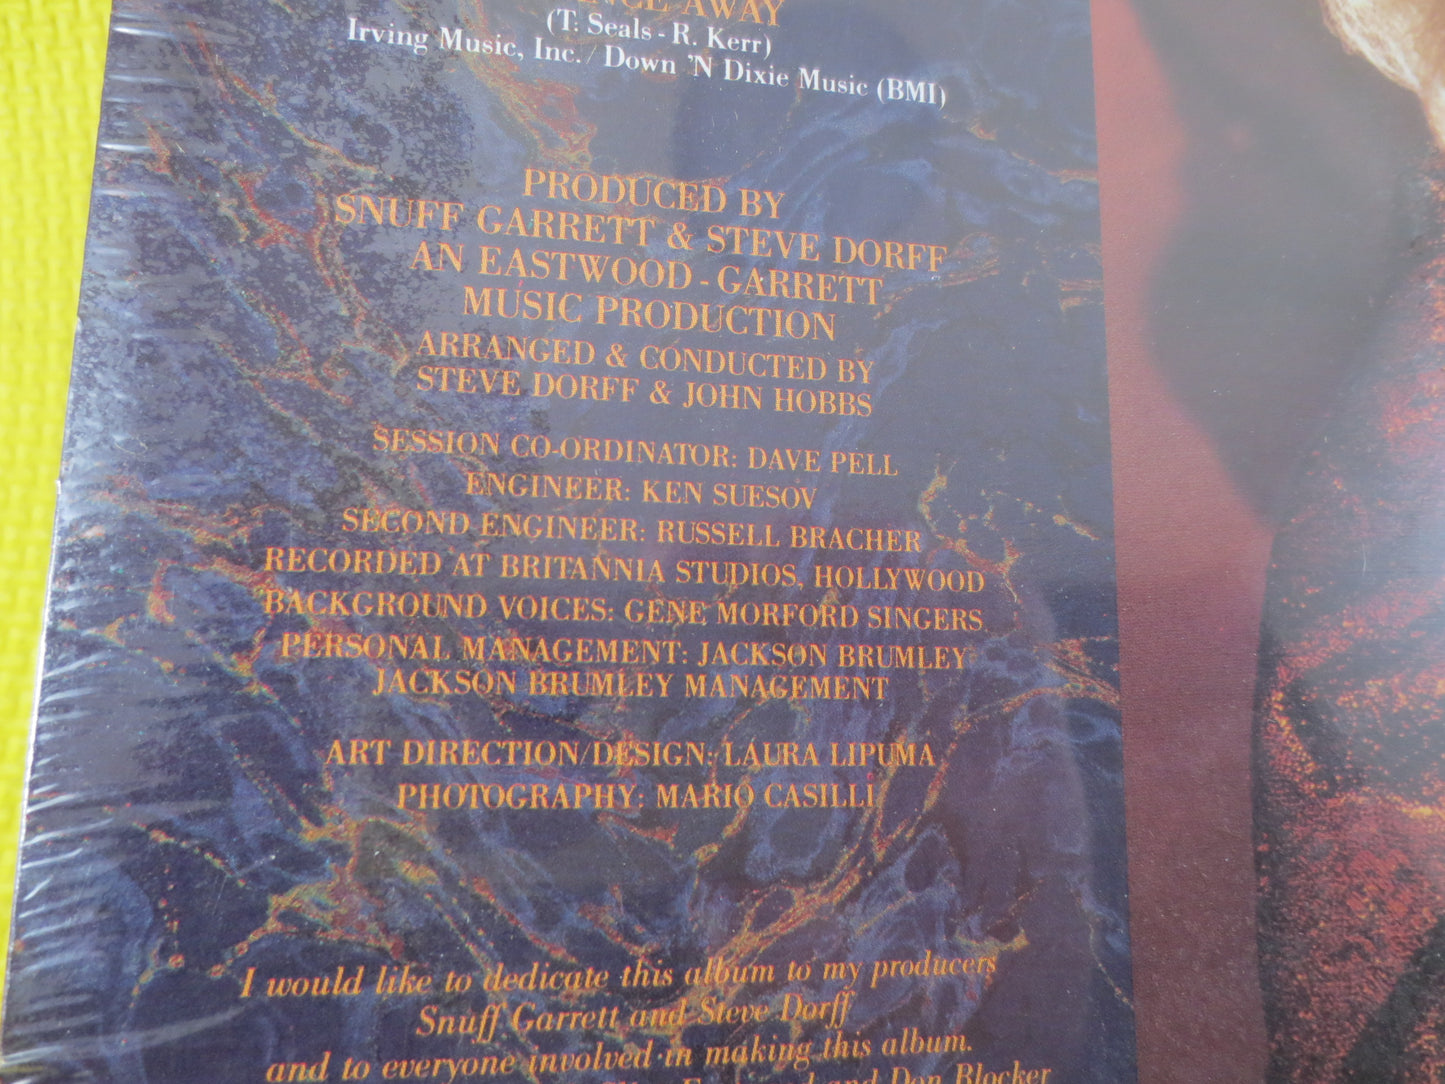 AWAY
(T. Seals - R. Kerr)
Irving Music, Inc. / Down 'N Dixie Music (BMI)
PRODUCED BY
SNUFF GARRETT & STEVE DORFF
AN EASTWOOD - GARRETT
MUSIC PRODUCTION
ARRANGED & CONDUCTED BY
STEVE DORFF & JOHN HOBBS
SESSION CO-ORDINATOR: DAVE PELL
ENGINEER: KEN SUESOV
SECOND ENGINEER: RUSSELL BRACHER
RECORDED AT BRITANNIA STUDIOS, HOLLYWOOD
BACKGROUND VOICES: GENE MORFORD SINGERS
PERSONAL MANAGEMENT: JACKSON BRUMLEY
JACKSON BRUMLEY MANAGEMENT
ART DIRECTION/DESIGN: LAURA LIPUMA
PHOTOGRAPHY: MARIO CASILLI
I would like to dedicate this album to my producers
Snuff Garrett and Steve Dorff
and to everyone involved in making this album.
and Don Blocker